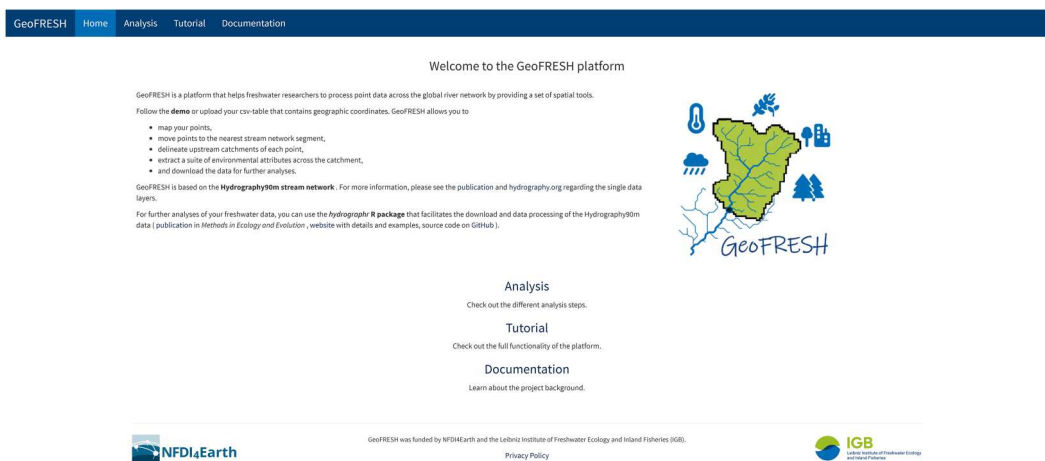 GeoFRESH Home Analysis Tutorial Documentation
Welcome to the GeoFRESH platform
GeoFRESH is a platform that helps freshwater researchers to process point data across the global river network by providing a set of spatial tools.
Follow the demo or upload your csv-table that contains geographic coordinates. GeoFRESH allows you to
• map your points,
• move points to the nearest stream network segment,
• delineate upstream catchments of each point,
• extract a suite of environmental attributes across the catchment,
• and download the data for further analyses.
GeoFRESH is based on the Hydrography90m stream network . For more information, please see the publication and hydrography.org regarding the single data
layers.
For further analyses of your freshwater data, you can use the hydrographr R package that facilitates the download and data processing of the Hydrography90m
data ( publication in Methods in Ecology and Evolution , website with details and examples, source code on GitHub ).
GeoFRESH
Analysis
Check out the different analysis steps.
Tutorial
Check out the full functionality of the platform.
Documentation
Learn about the project background.
NFDI4Earth
GeoFRESH was funded by NFDI4Earth and the Leibniz Institute of Freshwater Ecology and Inland Fisheries (IGB).
Privacy Policy
IGB
Leibniz Institute of Freshwater Ecology
and Inland Fisheries